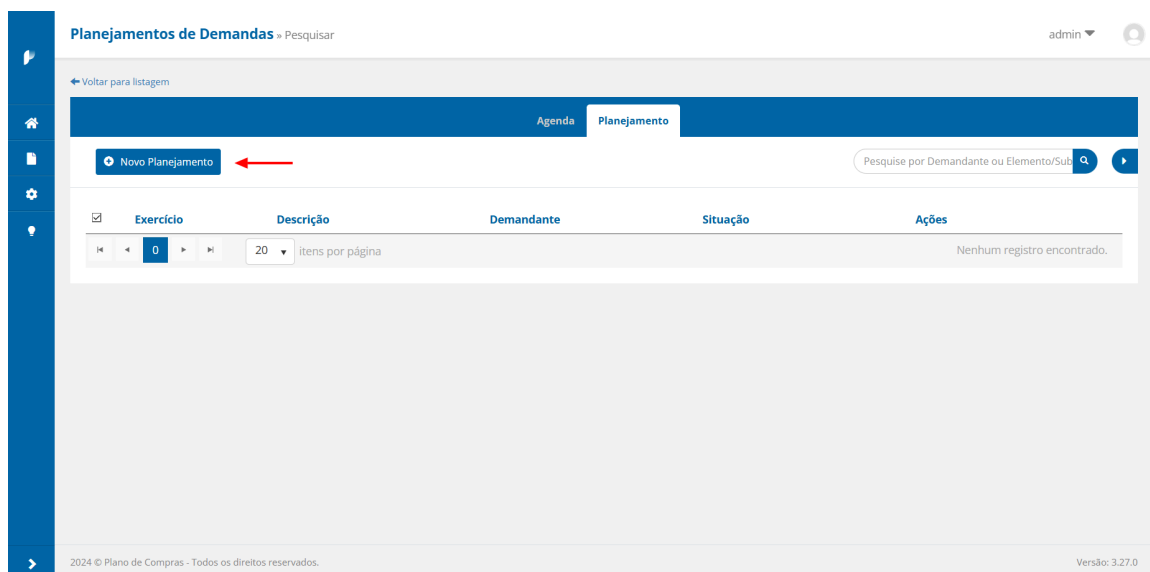 Planejamentos de Demandas » Pesquisar
admin
Voltar para listagem
Agenda
Planejamento
Novo Planejamento
Pesquise por Demandante ou Elemento/Sub
Exercício Descrição Demandante Situação Ações
0 20 itens por página Nenhum registro encontrado.
2024 © Plano de Compras - Todos os direitos reservados. Versão: 3.27.0